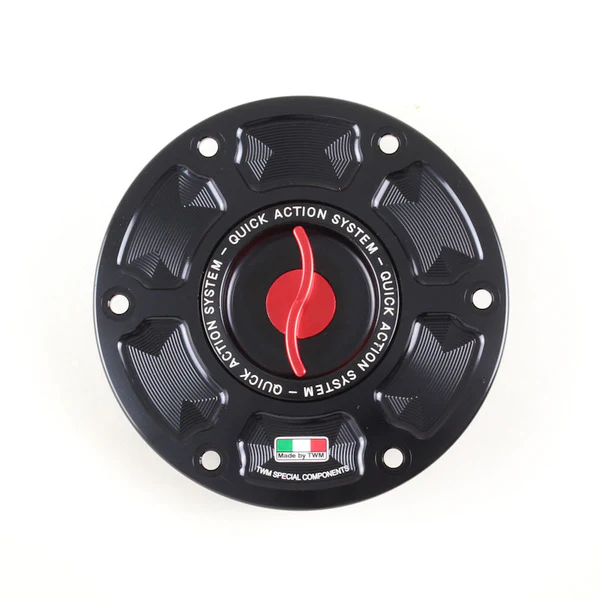 QUICK ACTION SYSTEM – QUICK ACTION SYSTEM – QUICK ACTION SYSTEM –
Made by TWM
TWM SPECIAL COMPONENTS